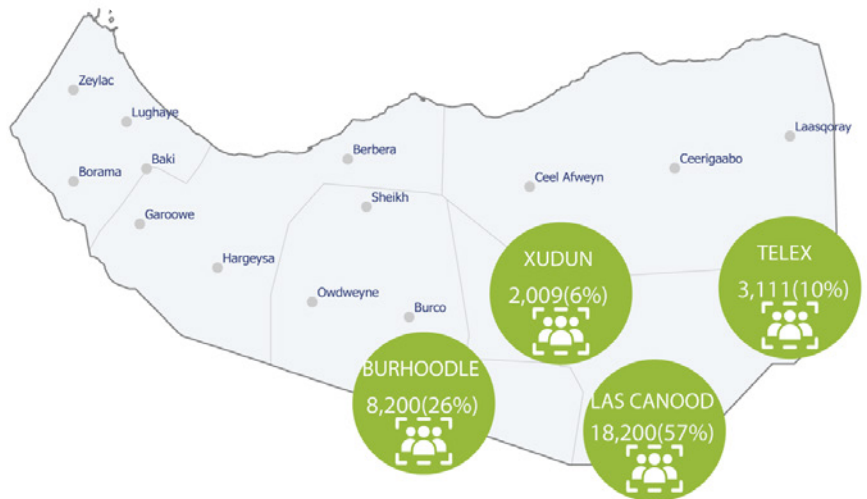 Zeylac
Lughaye
Laasqoray
Berbera
Baki
Ceerigaabo
Borama
Ceel Afweyn
Sheikh
Garoowe
XUDUN
2,009(6%)
TELEX
3,111(10%)
Hargeysa
Owdweyne
Burco
BURHOODLE
8,200(26%)
LAS CANOOD
18,200(57%)